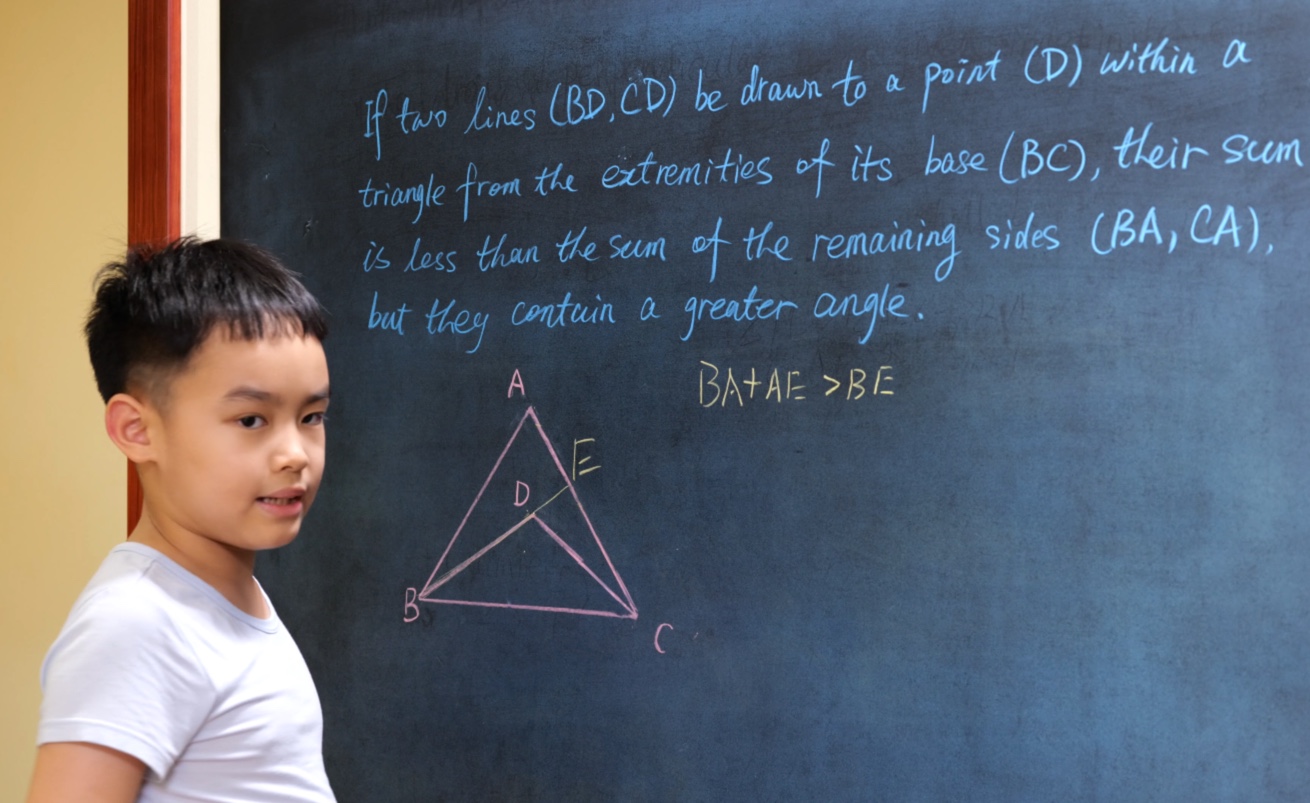 If two lines (BD, CD) be drawn to a point (D) within a
triangle from the extremities of its base (BC), their sum
is less than the sum of the remaining sides (BA, CA),
but they contain a greater angle.
BA+AE >BE
A
E
D
B
C